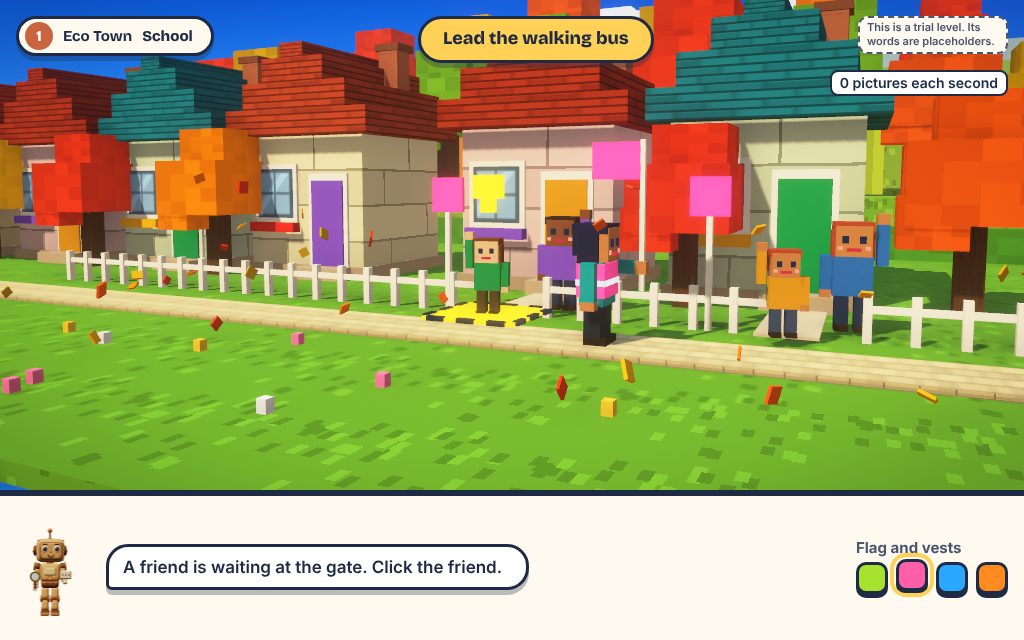 1 Eco Town School
Lead the walking bus
This is a trial level. Its
words are placeholders.
0 pictures each second
A friend is waiting at the gate. Click the friend.
Flag and vests